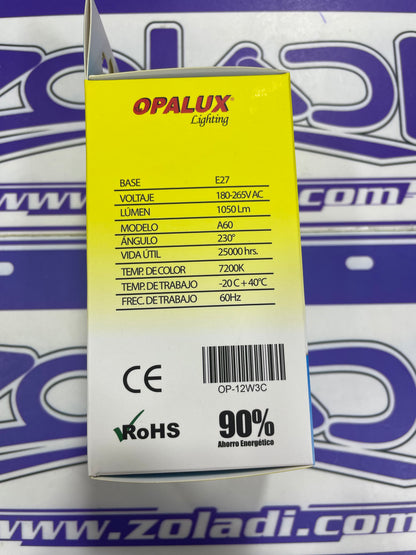 ZOLADI
www.zoladi.com
OPALUX®
Lighting
BASE E27
VOLTAJE 180-265V AC
LÚMEN 1050 Lm
MODELO A60
ÁNGULO 230°
VIDA ÚTIL 25000 hrs.
TEMP. DE COLOR 7200K
TEMP. DE TRABAJO -20 C + 40°C
FREC. DE TRABAJO 60Hz
CE
OP-12W3C
RoHS
90%
Ahorro Energético
www.zoladi.com